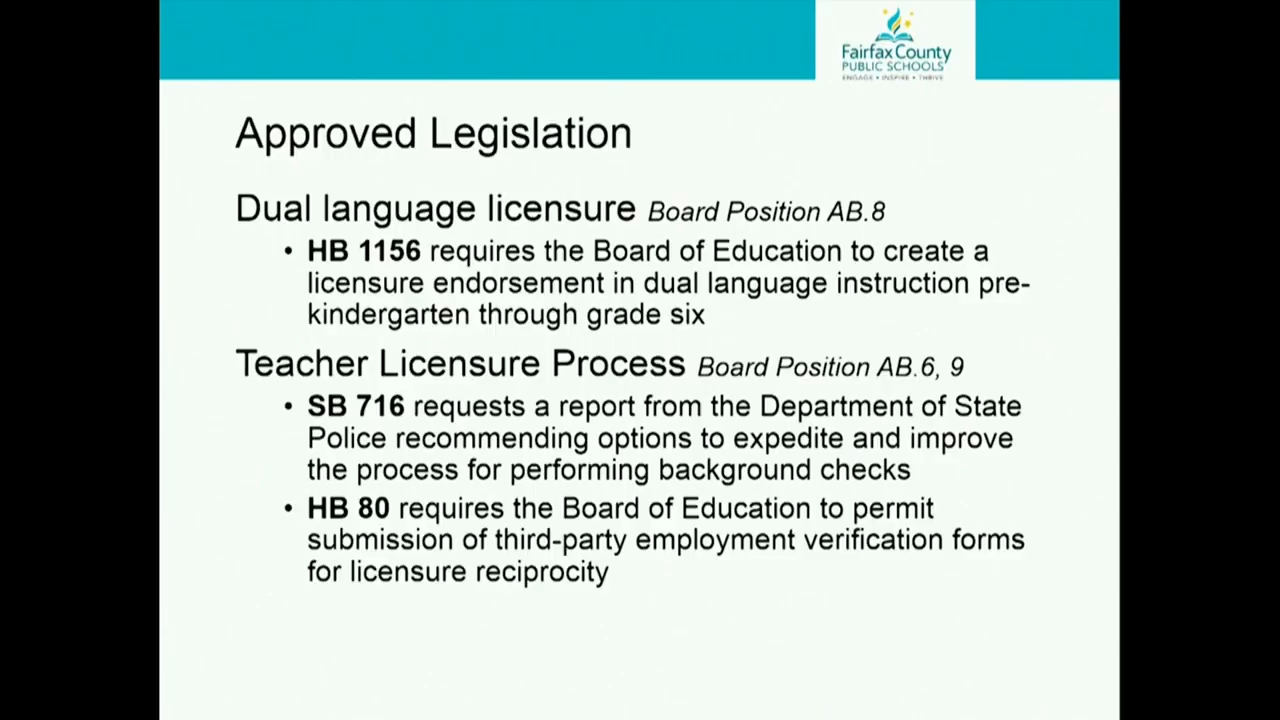 Fairfax County
PUBLIC SCHOOLS
ENGAGE • INSPIRE • THRIVE
Approved Legislation
Dual language licensure Board Position AB.8
• HB 1156 requires the Board of Education to create a
licensure endorsement in dual language instruction pre-
kindergarten through grade six
Teacher Licensure Process Board Position AB.6, 9
• SB 716 requests a report from the Department of State
Police recommending options to expedite and improve
the process for performing background checks
• HB 80 requires the Board of Education to permit
submission of third-party employment verification forms
for licensure reciprocity